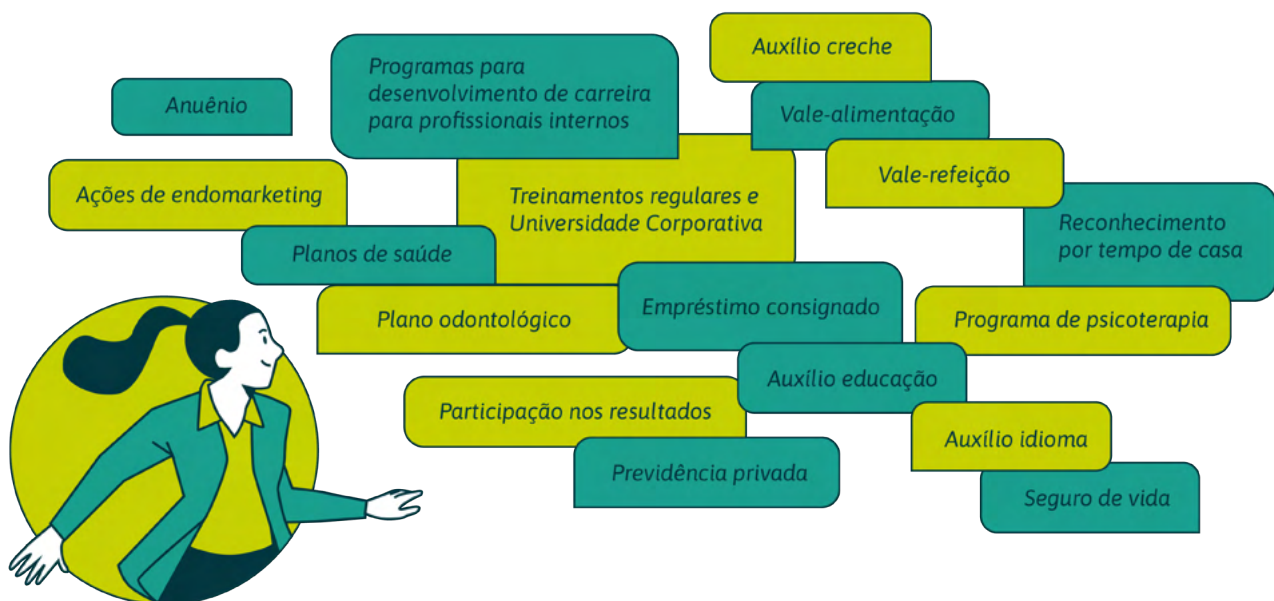 Auxílio creche
Programas para
desenvolvimento de carreira
para profissionais internos
Anuênio
Vale-alimentação
Vale-refeição
Ações de endomarketing
Treinamentos regulares e
Universidade Corporativa
Reconhecimento
por tempo de casa
Planos de saúde
Empréstimo consignado
Plano odontológico
Programa de psicoterapia
Auxílio educação
Participação nos resultados
Auxílio idioma
Previdência privada
Seguro de vida